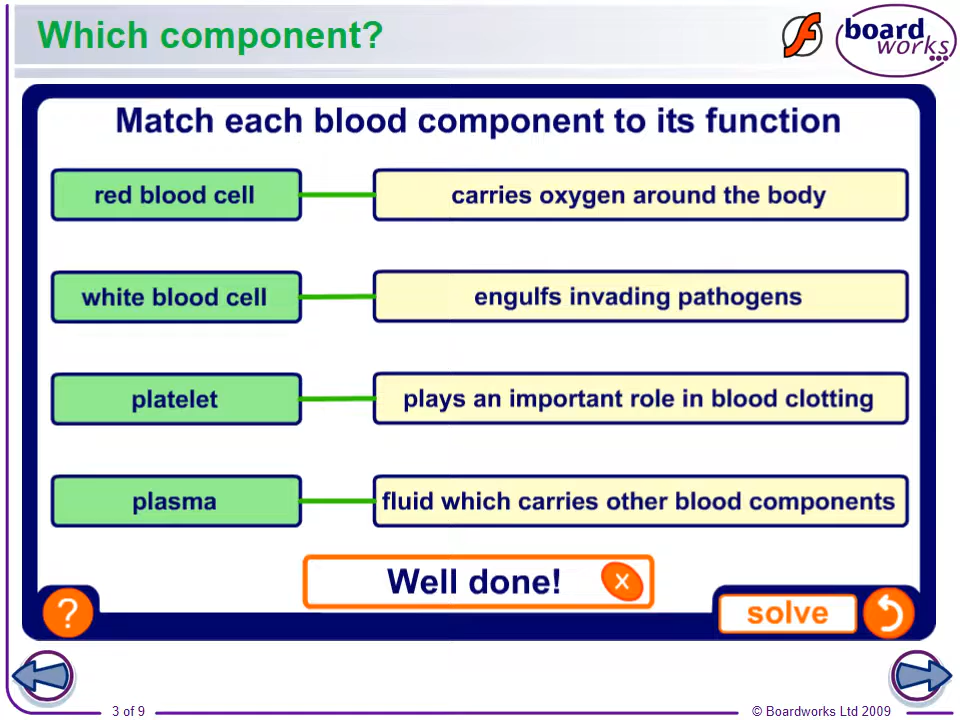 Which component?
board
works
Match each blood component to its function
red blood cell
carries oxygen around the body
white blood cell
engulfs invading pathogens
platelet
plays an important role in blood clotting
plasma
fluid which carries other blood components
Well done!
x
?
solve
3 of 9
© Boardworks Ltd 2009